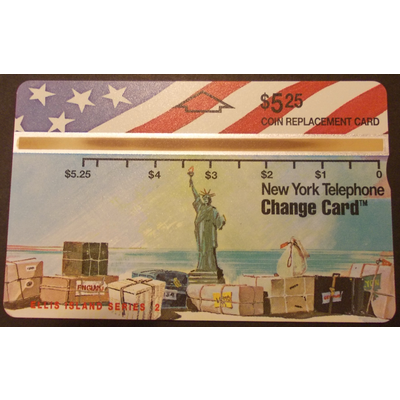 $5.25
COIN REPLACEMENT CARD
$5.25 $4 $3 $2 $1 0
New York Telephone
Change Card™
ELLIS ISLAND SERIES 2